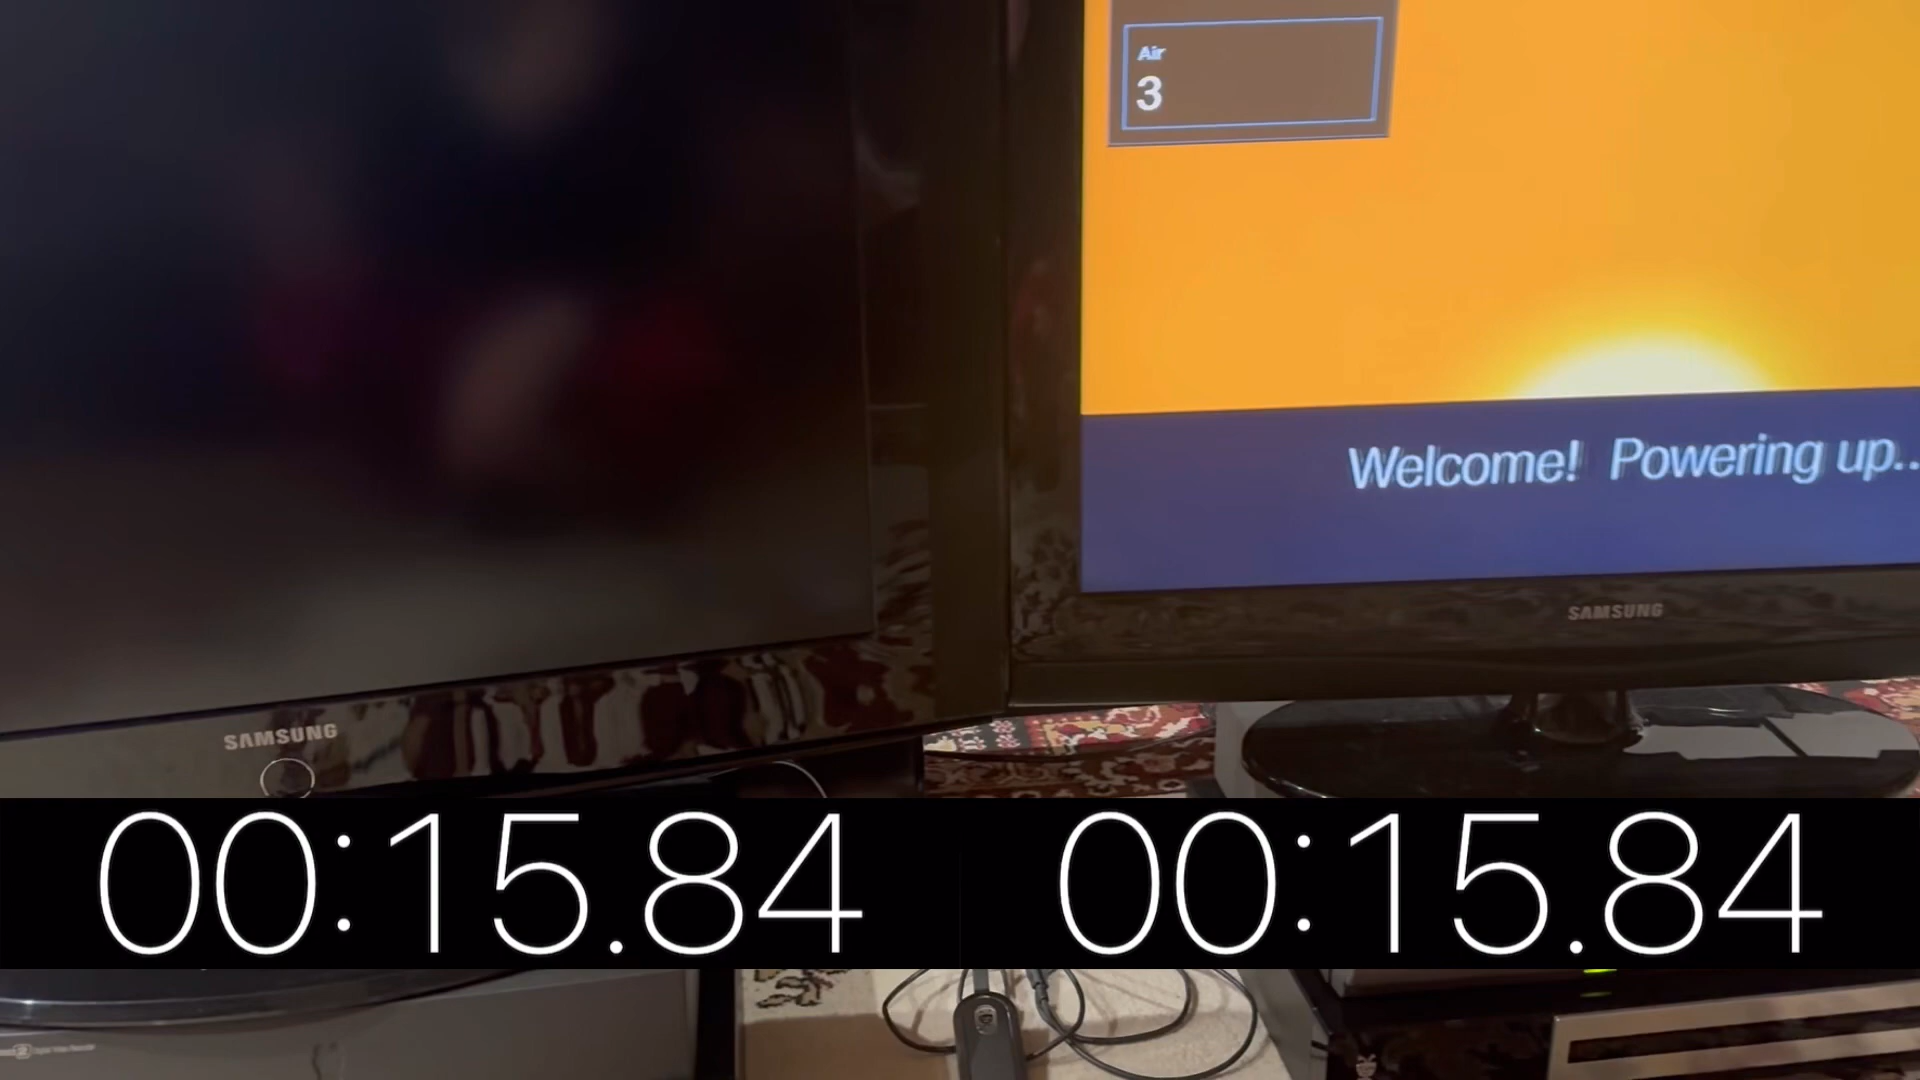 Air
3
Welcome! Powering up..
SAMSUNG
SAMSUNG
00:15.84
00:15.84